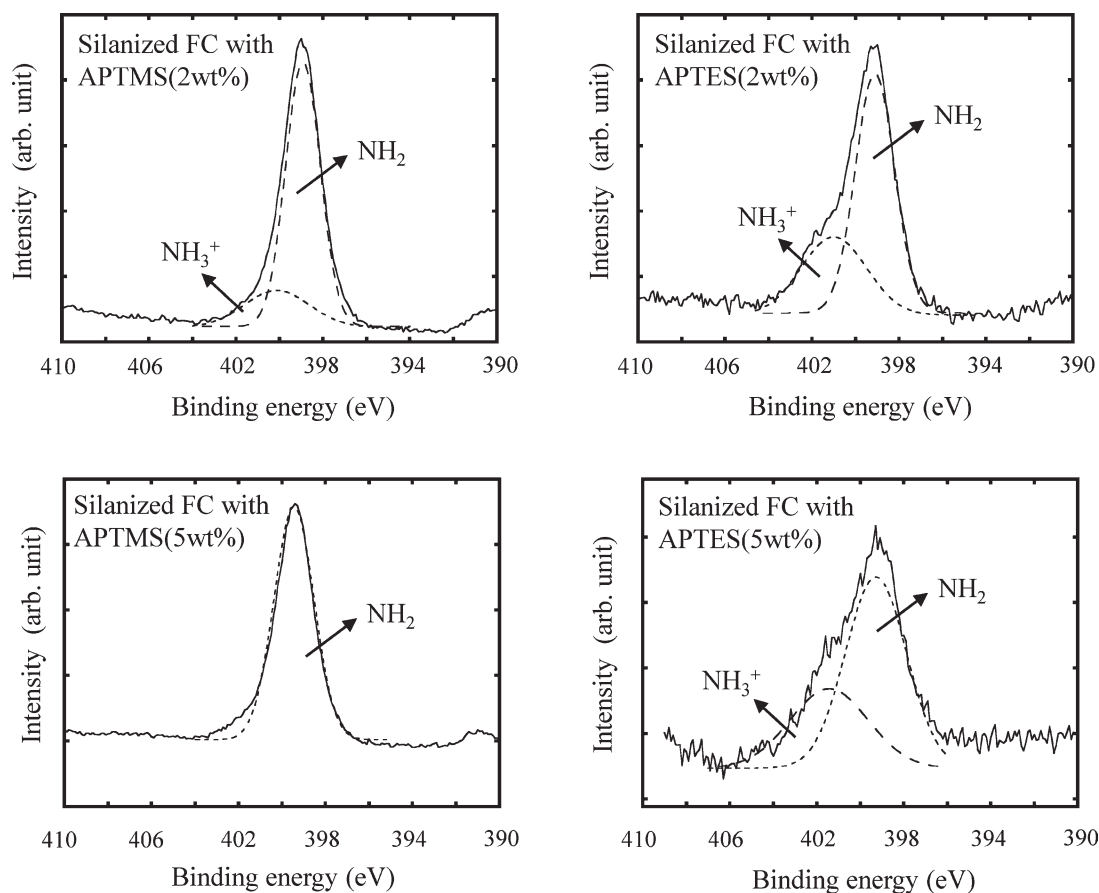 Silanized FC with
APTMS(2wt%)
NH₂
NH₃⁺
Intensity (arb. unit)
410 406 402 398 394 390
Binding energy (eV)
Silanized FC with
APTES(2wt%)
NH₂
NH₃⁺
Intensity (arb. unit)
410 406 402 398 394 390
Binding energy (eV)
Silanized FC with
APTMS(5wt%)
NH₂
Intensity (arb. unit)
410 406 402 398 394 390
Binding energy (eV)
Silanized FC with
APTES(5wt%)
NH₂
NH₃⁺
Intensity (arb. unit)
410 406 402 398 394 390
Binding energy (eV)